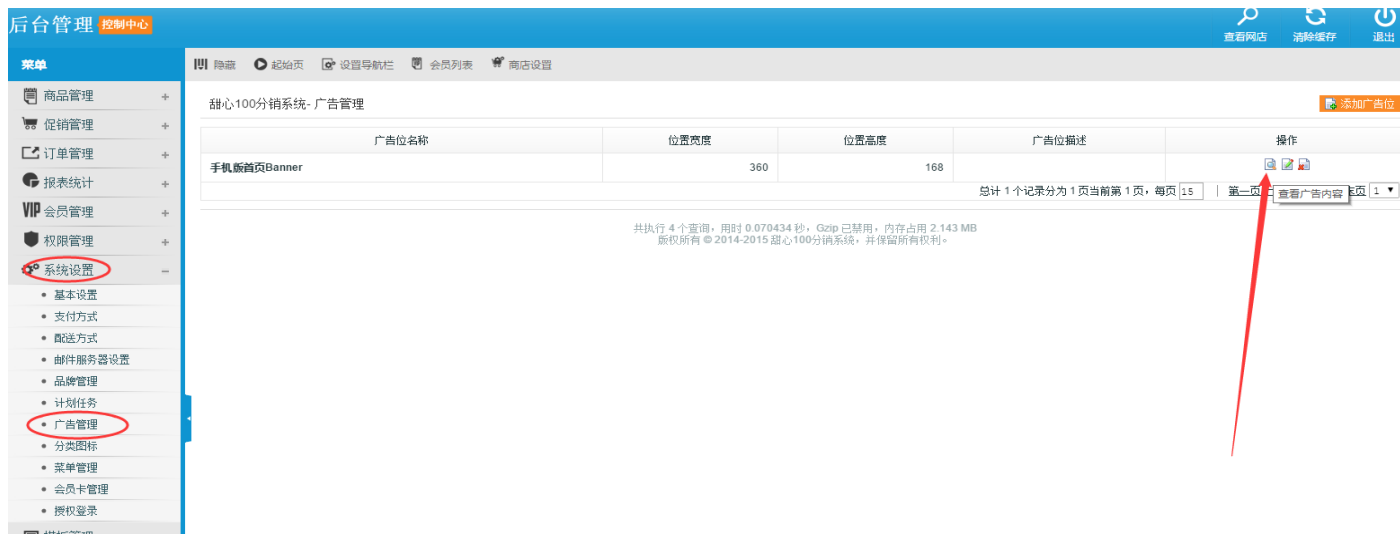 后台管理 控制中心
查看网店 清除缓存 退出
菜单
隐藏 起始页 设置导航栏 会员列表 商店设置
商品管理 +
促销管理 +
订单管理 +
报表统计 +
VIP 会员管理 +
权限管理 +
系统设置 −
• 基本设置
• 支付方式
• 配送方式
• 邮件服务器设置
• 品牌管理
• 计划任务
• 广告管理
• 分类图标
• 菜单管理
• 会员卡管理
• 授权登录
甜心100分销系统- 广告管理
添加广告位
广告位名称 位置宽度 位置高度 广告位描述 操作
手机版首页Banner 360 168
总计 1 个记录分为 1 页当前第 1 页，每页 15 | 第一页 页 1
查看广告内容
共执行 4 个查询，用时 0.070434 秒，Gzip 已禁用，内存占用 2.143 MB
版权所有 © 2014-2015 甜心100分销系统，并保留所有权利。